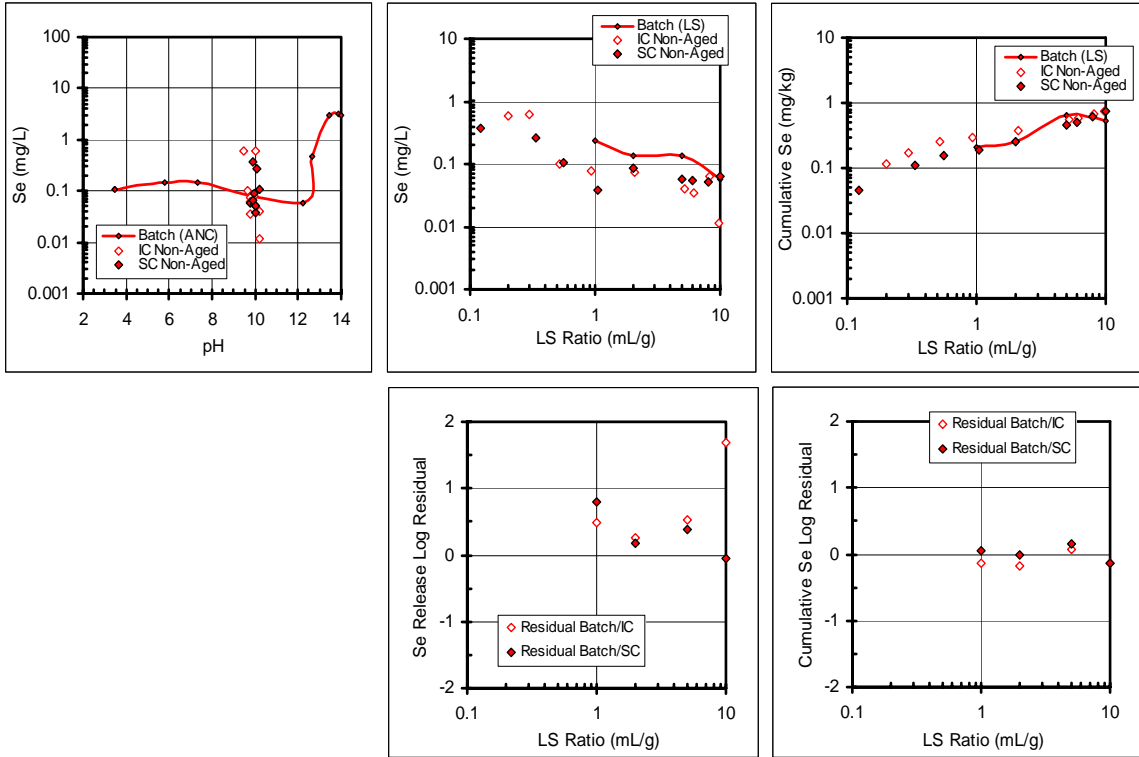 100
10
1
0.1
0.01
0.001
Se (mg/L)
2 4 6 8 10 12 14
pH
Batch (ANC)
IC Non-Aged
SC Non-Aged
10
1
0.1
0.01
0.001
Se (mg/L)
0.1 1 10
LS Ratio (mL/g)
Batch (LS)
IC Non-Aged
SC Non-Aged
10
1
0.1
0.01
0.001
Cumulative Se (mg/kg)
0.1 1 10
LS Ratio (mL/g)
Batch (LS)
IC Non-Aged
SC Non-Aged
2
1
0
-1
-2
Se Release Log Residual
0.1 1 10
LS Ratio (mL/g)
Residual Batch/IC
Residual Batch/SC
2
1
0
-1
-2
Cumulative Se Log Residual
0.1 1 10
LS Ratio (mL/g)
Residual Batch/IC
Residual Batch/SC